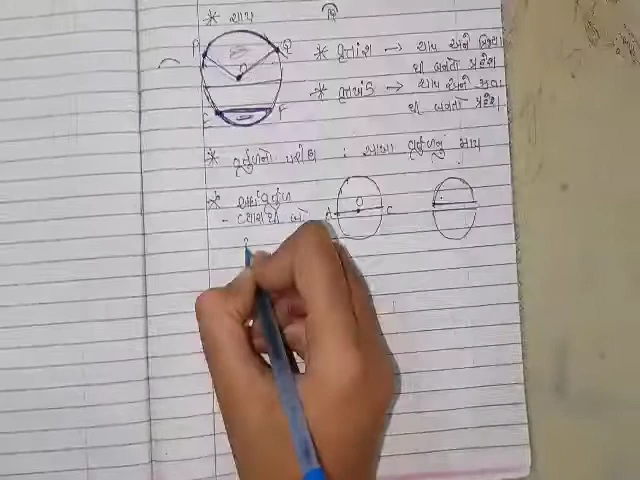 * ચાપ
* વૃત્તાંશ → ચાપ અને ત્રિજ્યા
થી બનતો પ્રદેશ
* વૃત્તખંડ → ચાપ અને જીવા
થી બનતો પ્રદેશ
* વર્તુળનો પરીઘ : આખા વર્તુળનું માપ
* અર્ધવર્તુળ
- વ્યાસથી બે
A O C